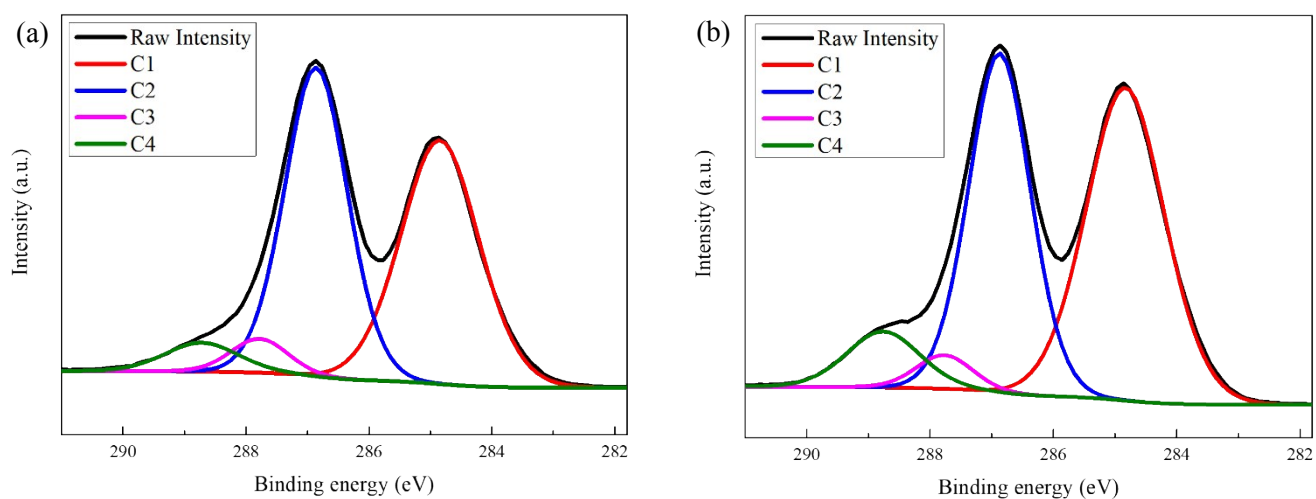 (a)
Raw Intensity
C1
C2
C3
C4
Intensity (a.u.)
290 288 286 284 282
Binding energy (eV)
(b)
Raw Intensity
C1
C2
C3
C4
Intensity (a.u.)
290 288 286 284 282
Binding energy (eV)